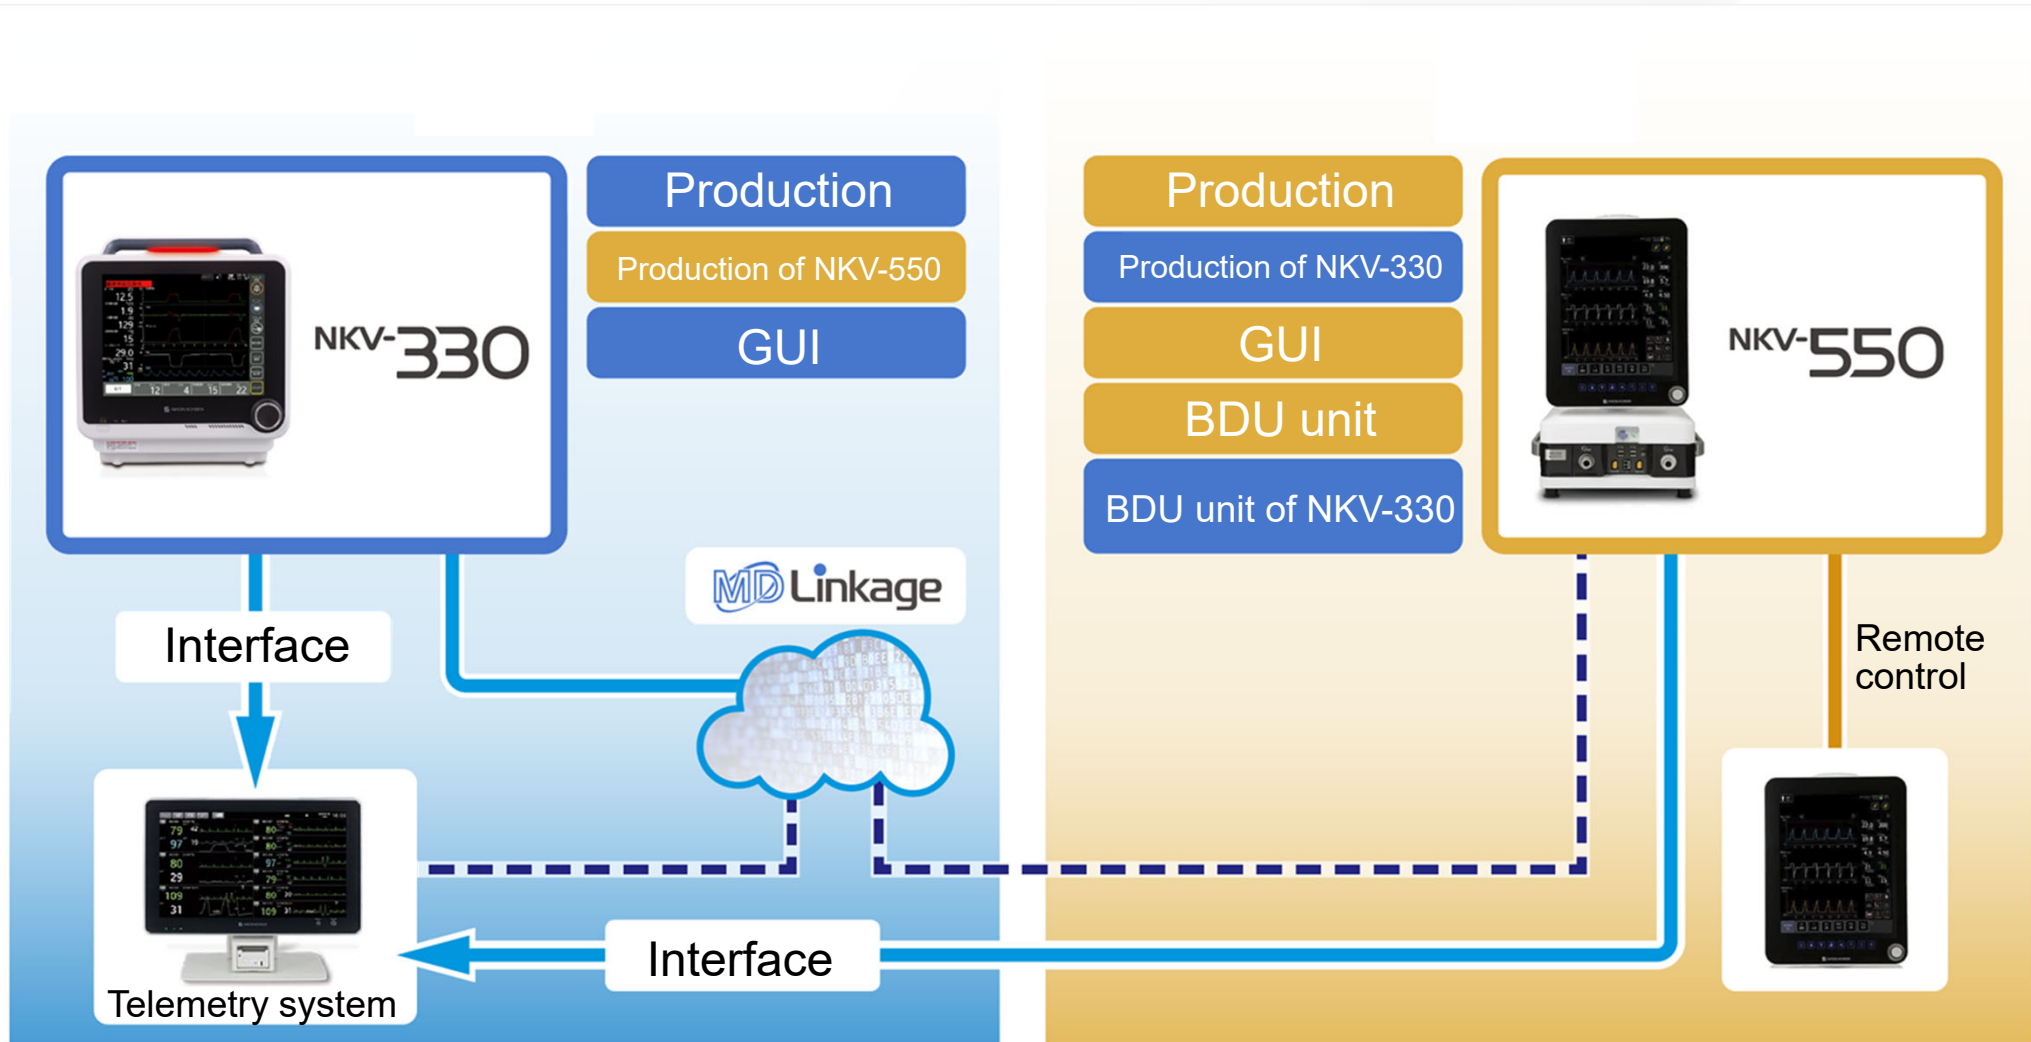 Production
Production of NKV-550
GUI
NKV-330
Production
Production of NKV-330
GUI
BDU unit
BDU unit of NKV-330
NKV-550
MD Linkage
Interface
Remote
control
Interface
Telemetry system